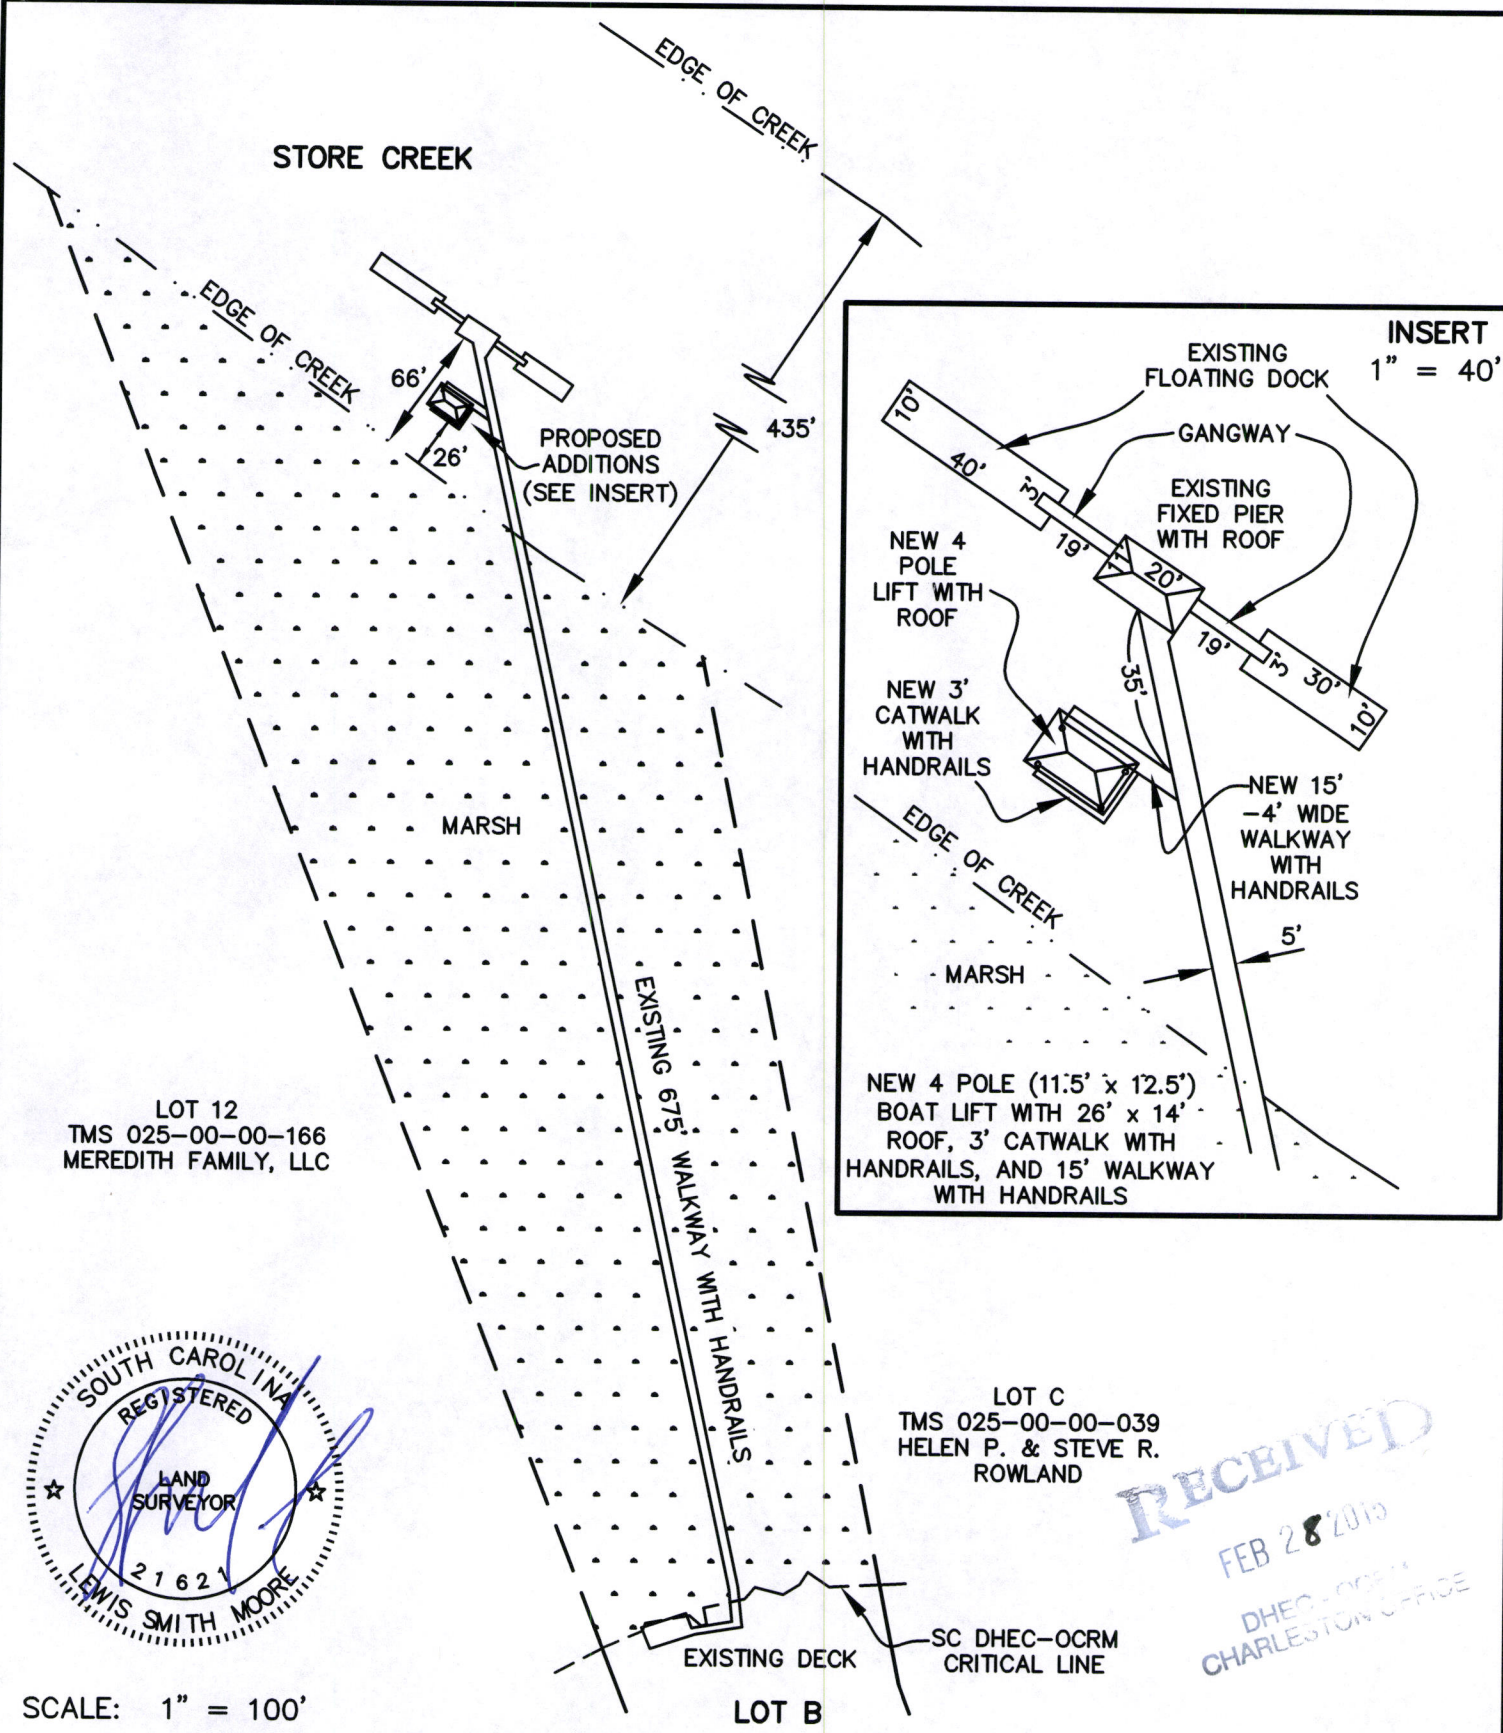 EDGE OF CREEK
STORE CREEK
EDGE OF CREEK
66'
26'
PROPOSED
ADDITIONS
(SEE INSERT)
435'
MARSH
EXISTING 675' WALKWAY WITH HANDRAILS
LOT 12
TMS 025-00-00-166
MEREDITH FAMILY, LLC
INSERT
1" = 40'
EXISTING
FLOATING DOCK
GANGWAY
EXISTING
FIXED PIER
WITH ROOF
10'
40'
3'
19'
11'
20'
19'
3'
30'
10'
NEW 4
POLE
LIFT WITH
ROOF
35'
NEW 3'
CATWALK
WITH
HANDRAILS
NEW 15'
-4' WIDE
WALKWAY
WITH
HANDRAILS
EDGE OF CREEK
5'
MARSH
NEW 4 POLE (11.5' x 12.5')
BOAT LIFT WITH 26' x 14'
ROOF, 3' CATWALK WITH
HANDRAILS, AND 15' WALKWAY
WITH HANDRAILS
SOUTH CAROLINA
REGISTERED
LAND
SURVEYOR
21621
LEWIS SMITH MOORE
LOT C
TMS 025-00-00-039
HELEN P. & STEVE R.
ROWLAND
RECEIVED
FEB 28
DHEC-OCRM
CHARLESTON OFFICE
EXISTING DECK
SC DHEC-OCRM
CRITICAL LINE
SCALE: 1" = 100'
LOT B